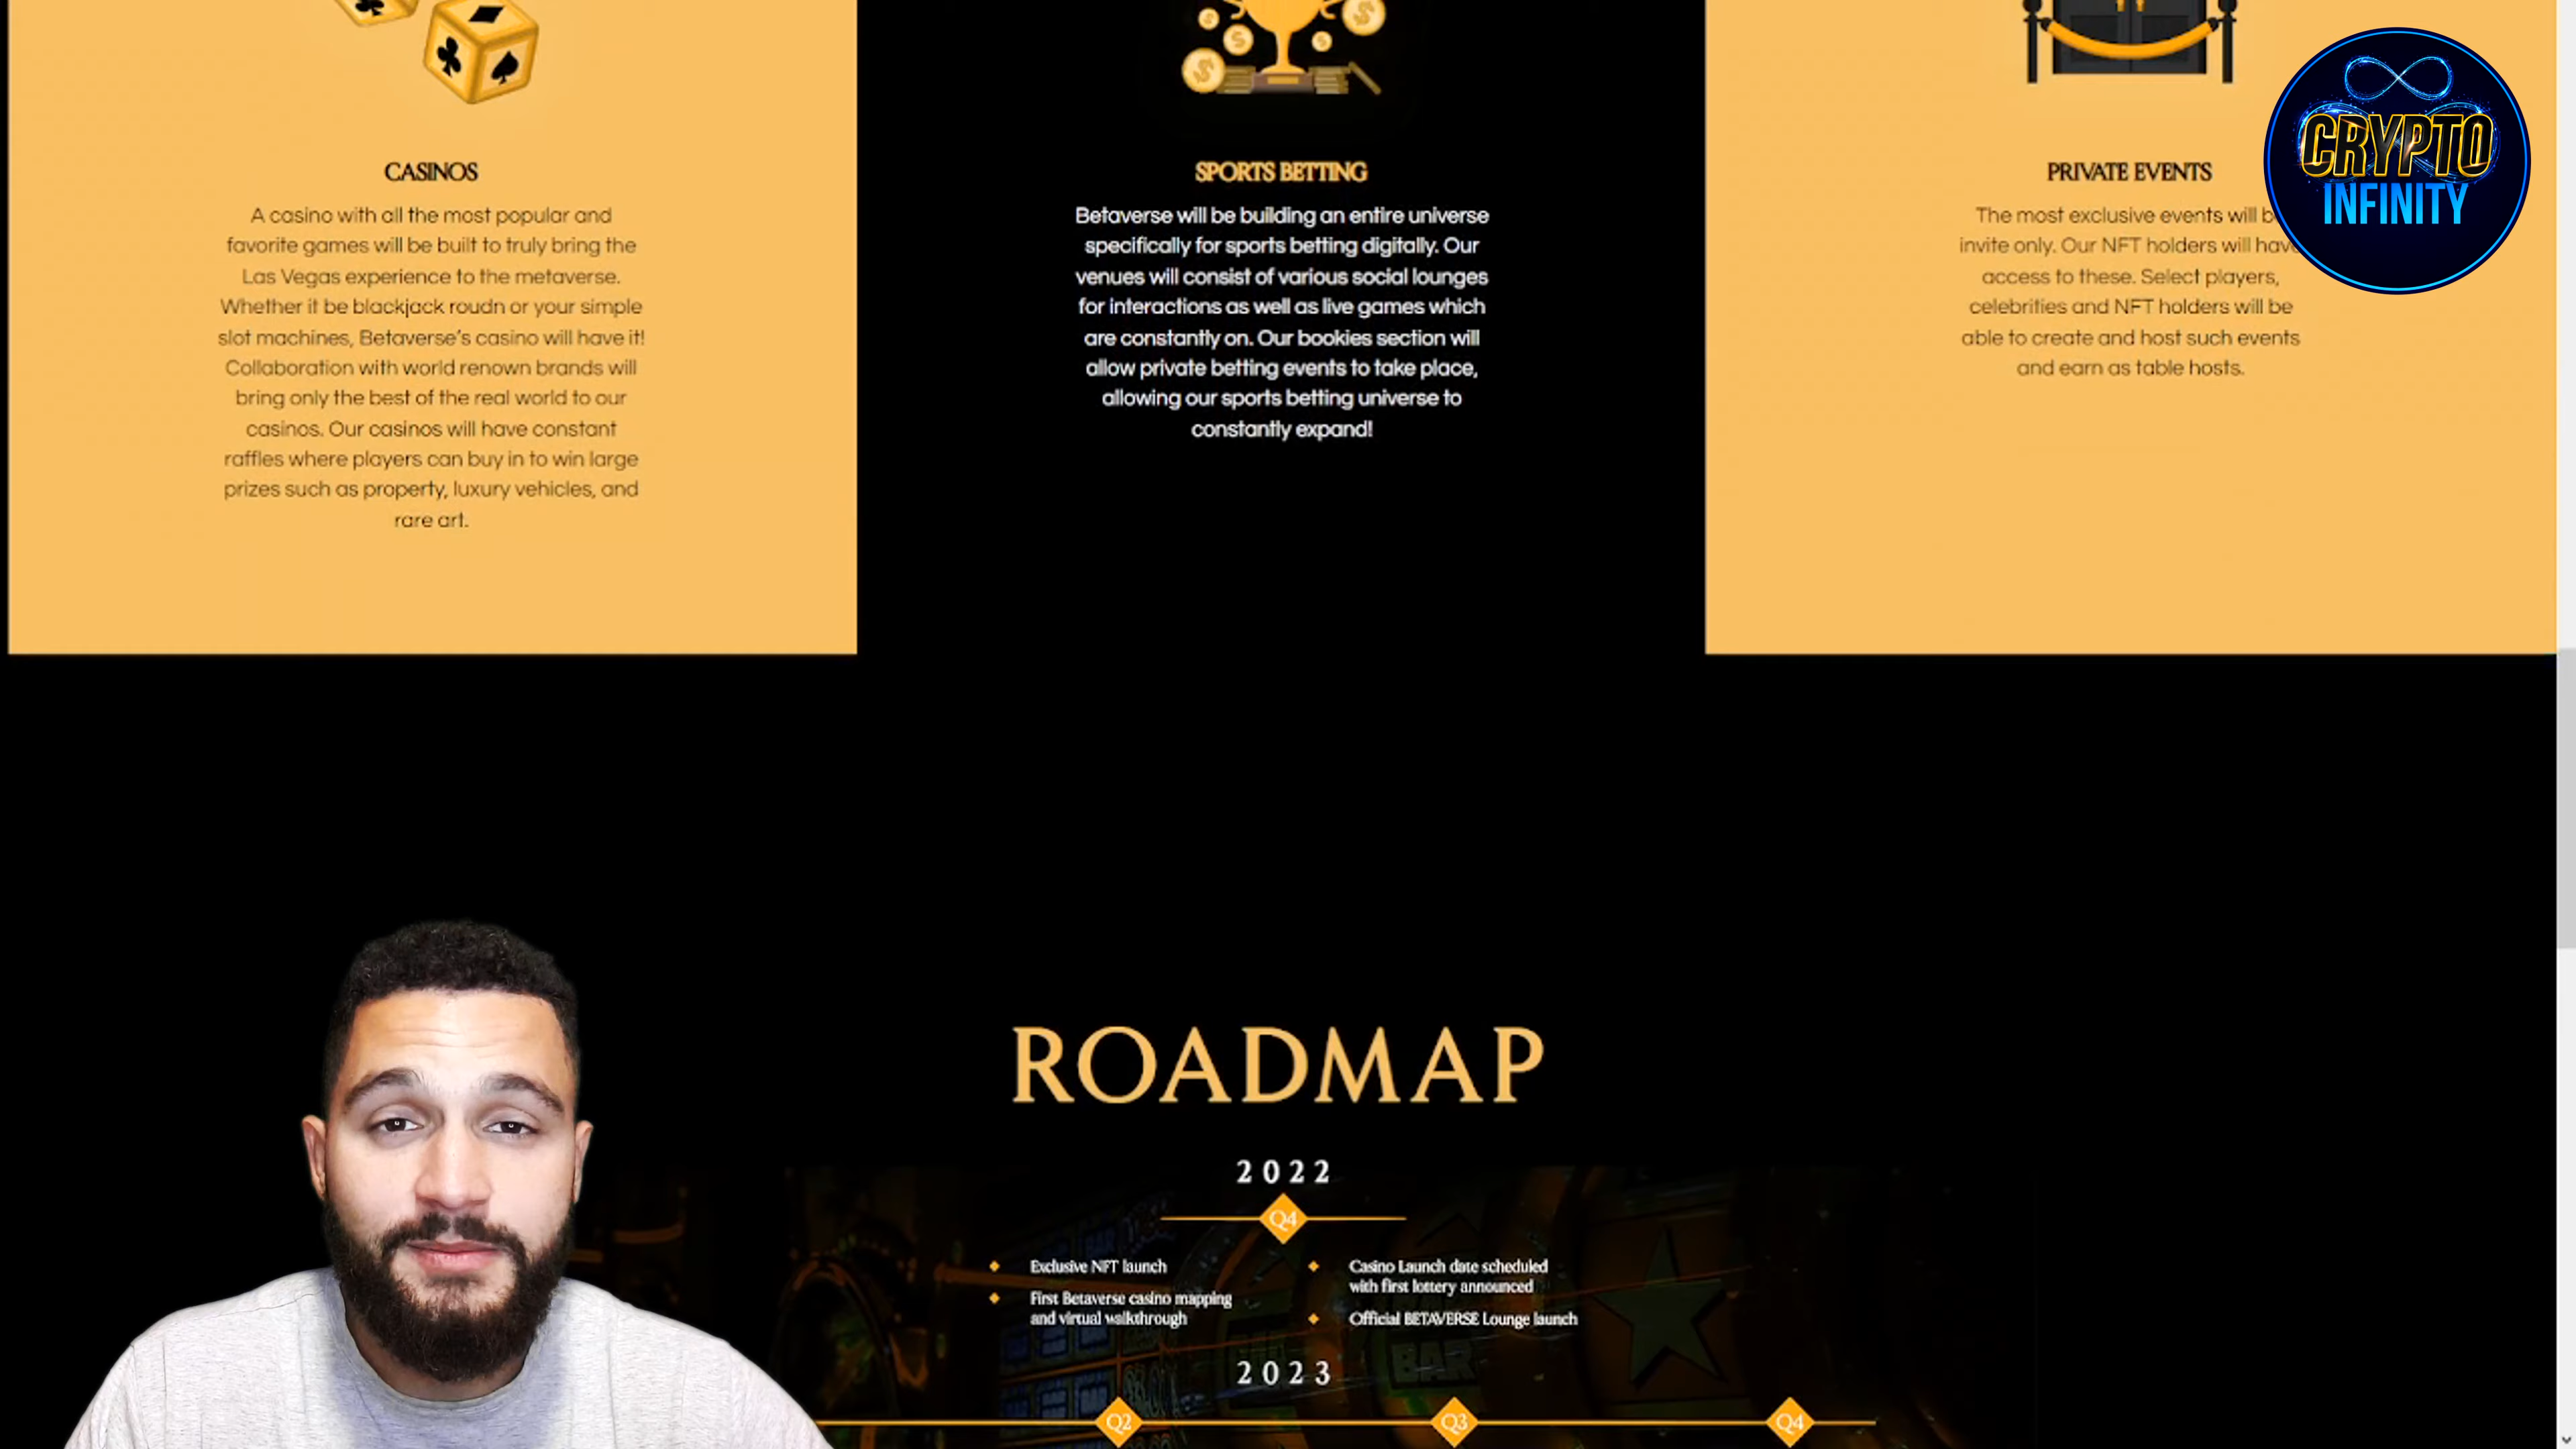 CRYPTO
INFINITY
CASINOS
A casino with all the most popular and
favorite games will be built to truly bring the
Las Vegas experience to the metaverse.
Whether it be blackjack roudn or your simple
slot machines, Betaverse's casino will have it!
Collaboration with world renown brands will
bring only the best of the real world to our
casinos. Our casinos will have constant
raffles where players can buy in to win large
prizes such as property, luxury vehicles, and
rare art.
SPORTS BETTING
Betaverse will be building an entire universe
specifically for sports betting digitally. Our
venues will consist of various social lounges
for interactions as well as live games which
are constantly on. Our bookies section will
allow private betting events to take place,
allowing our sports betting universe to
constantly expand!
PRIVATE EVENTS
The most exclusive events will
invite only. Our NFT holders will have
access to these. Select players,
celebrities and NFT holders will be
able to create and host such events
and earn as table hosts.
ROADMAP
2022
Q4
Exclusive NFT launch
First Betaverse casino mapping
and virtual walkthrough
Casino Launch date scheduled
with first lottery announced
Official BETAVERSE Lounge launch
2023
Q2
Q3
Q4
BAR
BAR